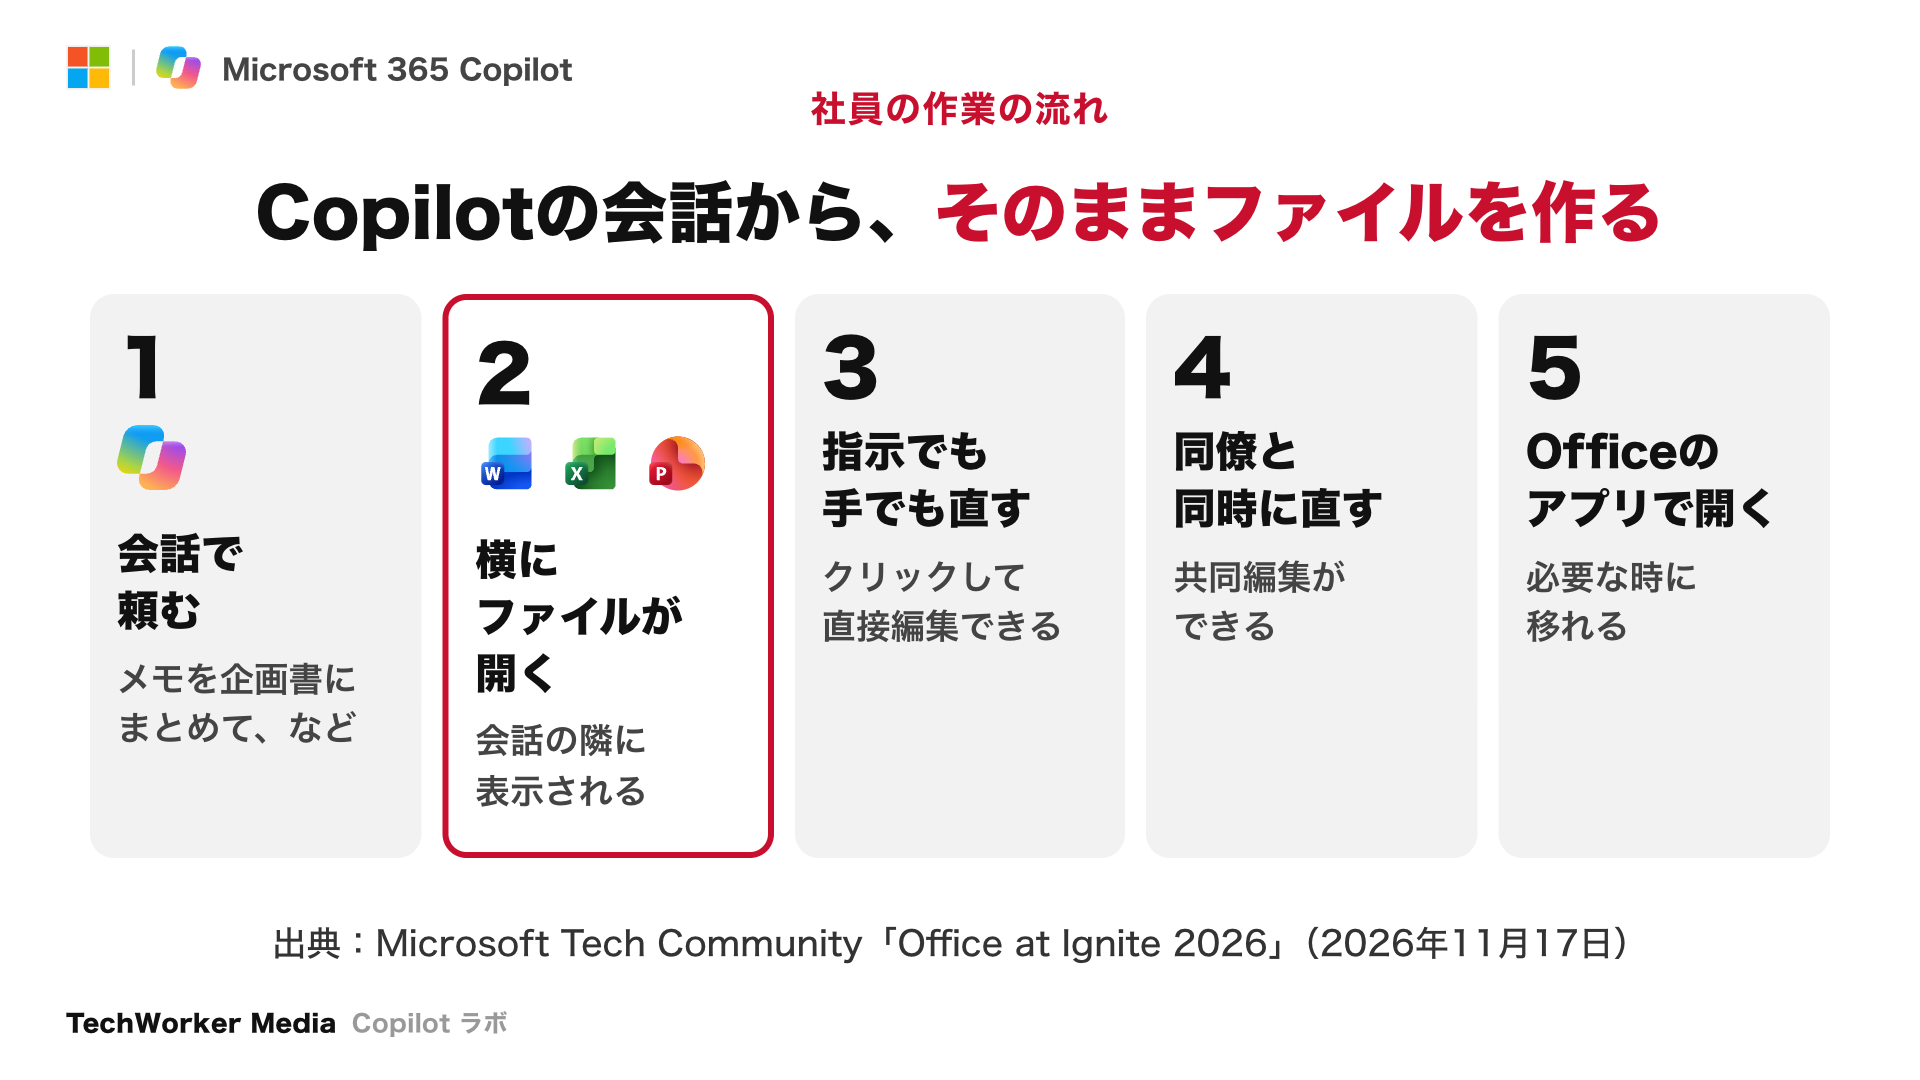 Microsoft 365 Copilot
社員の作業の流れ
Copilotの会話から、そのままファイルを作る
1
会話で
頼む
メモを企画書に
まとめて、など
2
W X P
横に
ファイルが
開く
会話の隣に
表示される
3
指示でも
手でも直す
クリックして
直接編集できる
4
同僚と
同時に直す
共同編集が
できる
5
Officeの
アプリで開く
必要な時に
移れる
出典：Microsoft Tech Community「Office at Ignite 2026」（2026年11月17日）
TechWorker Media Copilot ラボ